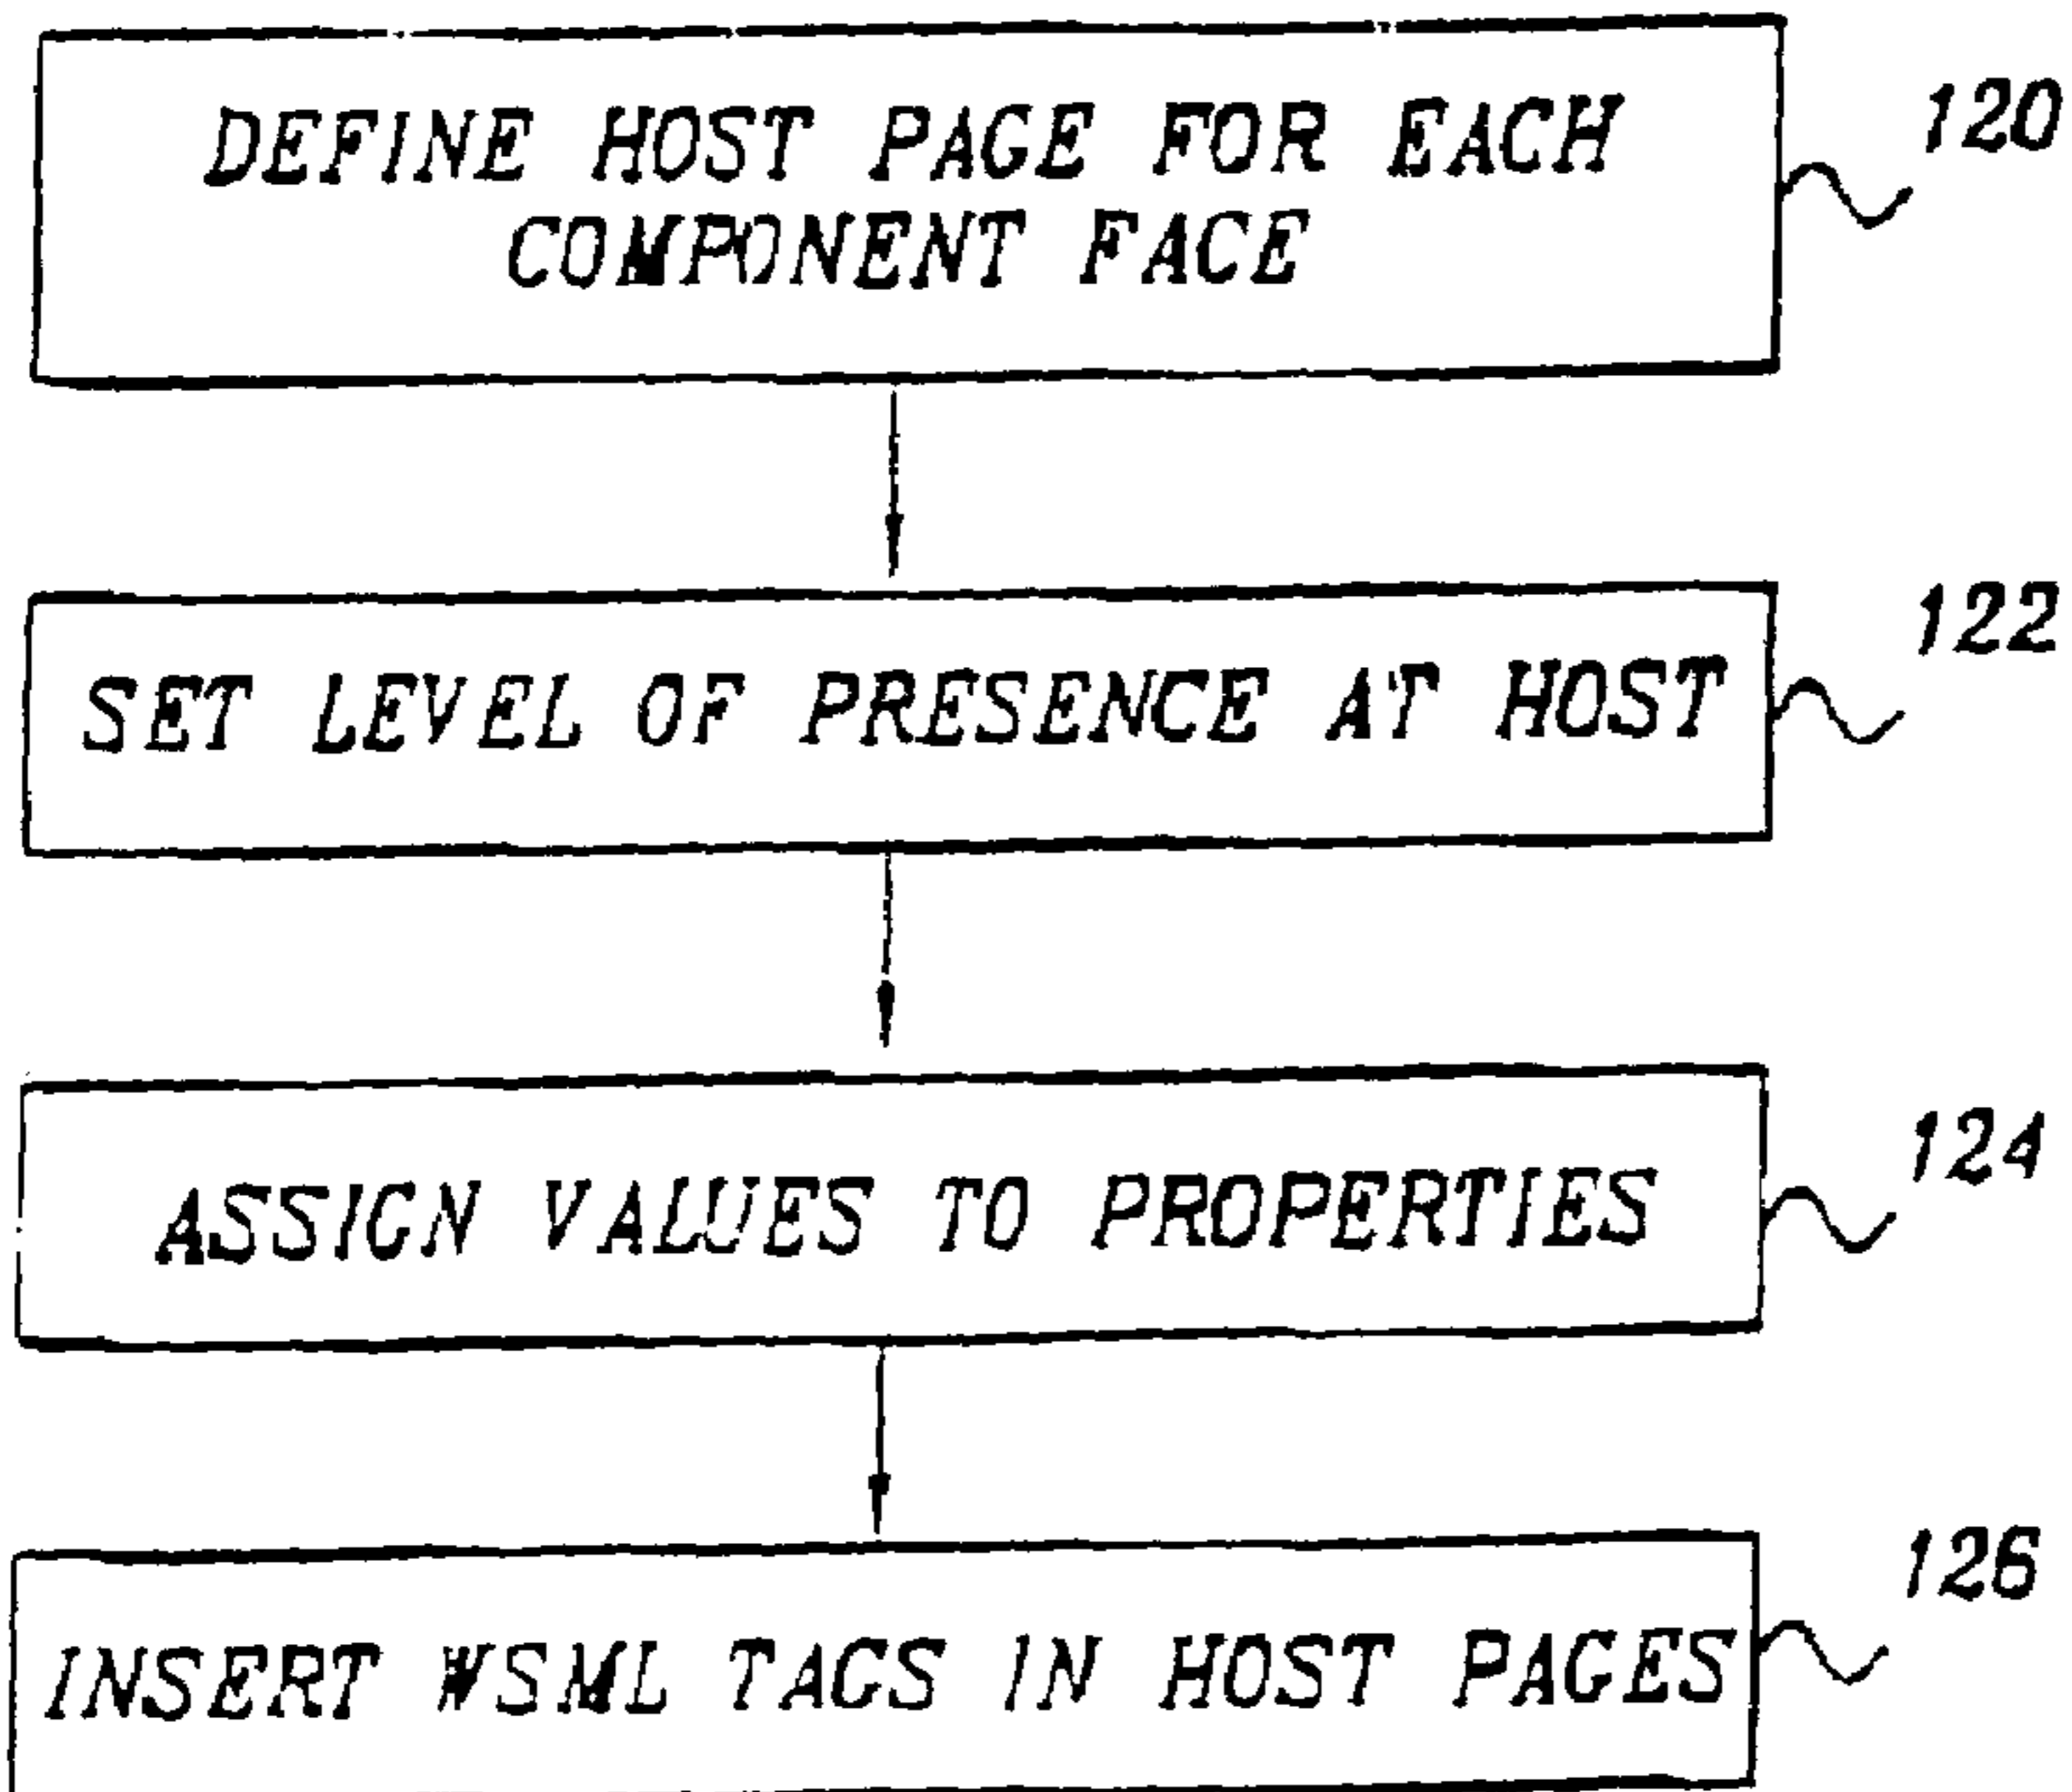 DEFINE HOST PAGE FOR EACH
120
COMPONENT FACE
122
SET LEVEL OF PRESENCE AT HOST
124
ASSIGN VALUES TO PROPERTIES
126
INSERT WSML TAGS IN HOST PAGES